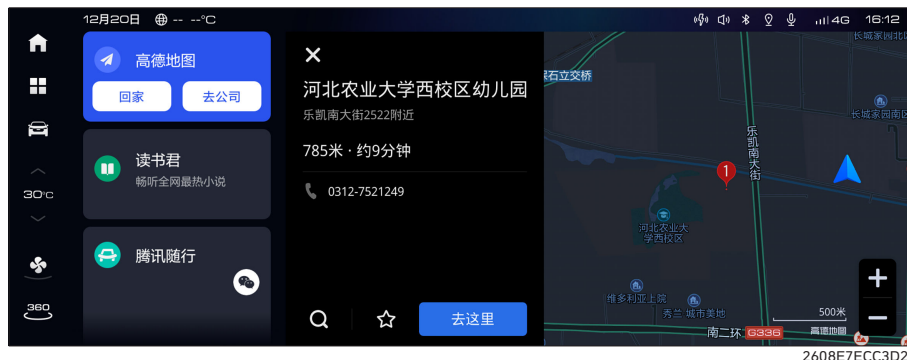 12月20日 -- --°C
4G 16:12
高德地图
回家
去公司
读书君
畅听全网最热小说
腾讯随行
30°C
360
河北农业大学西校区幼儿园
乐凯南大街2522附近
785米 · 约9分钟
0312-7521249
去这里
石立交桥
长城家园南区
乐凯南大街
1
河北农业大
学西校区
维多利亚上院
秀兰城市美地
南二环 G336
500米
高德地图
2608E7ECC3D2